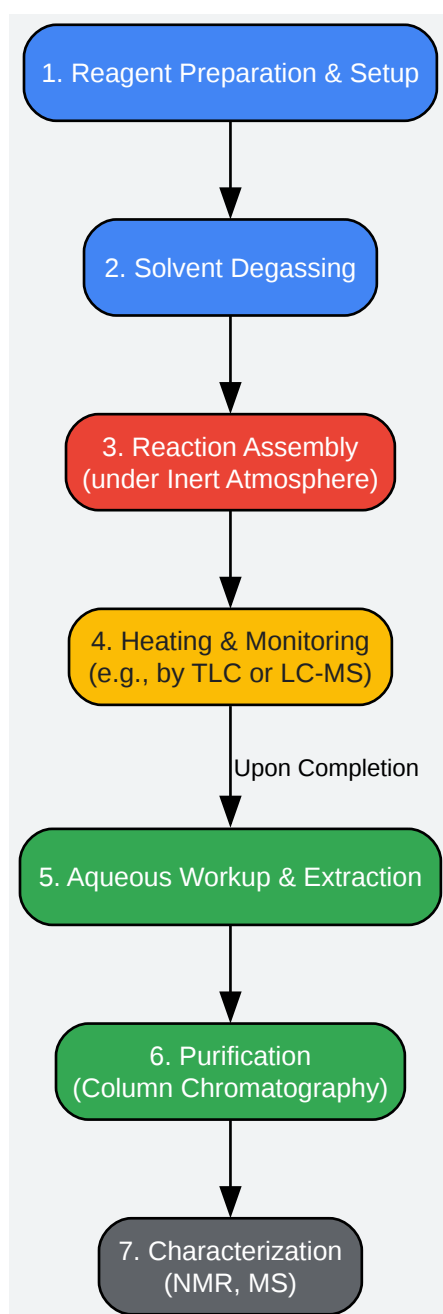 1. Reagent Preparation & Setup
2. Solvent Degassing
3. Reaction Assembly
(under Inert Atmosphere)
4. Heating & Monitoring
(e.g., by TLC or LC-MS)
Upon Completion
5. Aqueous Workup & Extraction
6. Purification
(Column Chromatography)
7. Characterization
(NMR, MS)